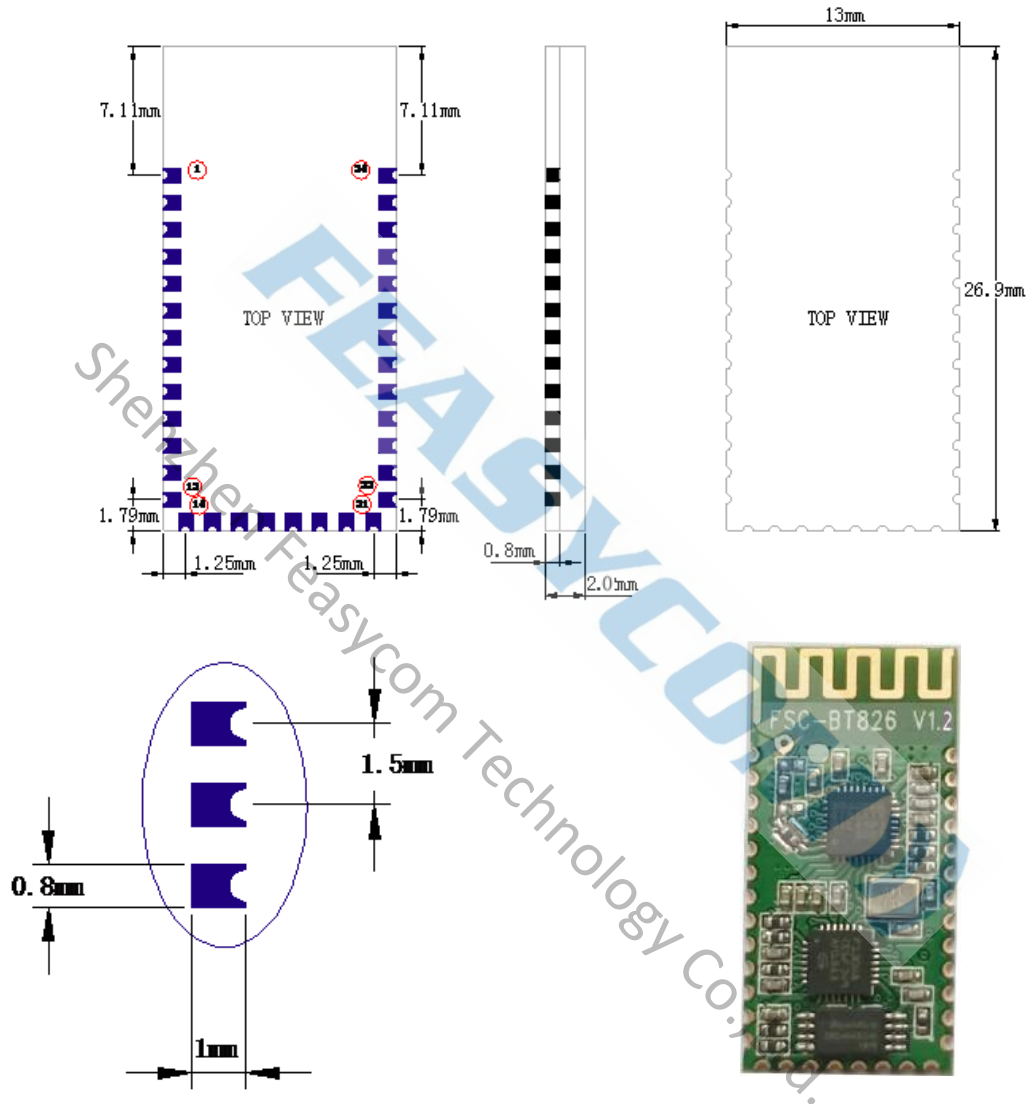 13mm
7.11mm
7.11mm
1
34
TOP VIEW
TOP VIEW
26.9mm
13
14
22
21
1.79mm
1.79mm
1.25mm
1.25mm
0.8mm
2.0mm
FEASYCOM
Shenzhen Feasycom Technology Co.,Ltd.
1.5mm
0.8mm
1mm
FSC-BT826 V1.2